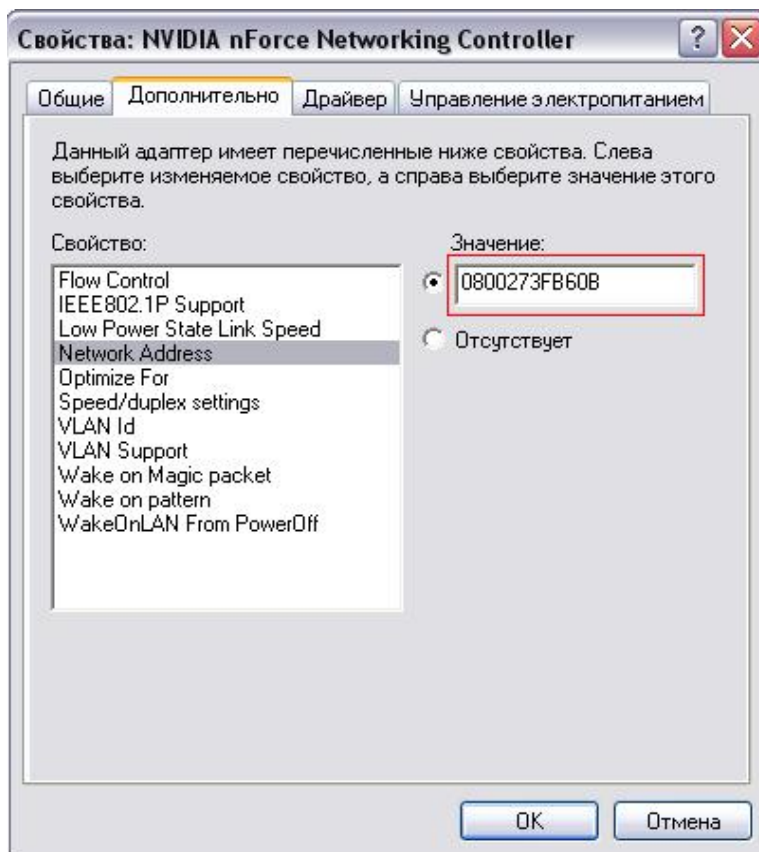 Свойства: NVIDIA nForce Networking Controller
Общие
Дополнительно
Драйвер
Управление электропитанием
Данный адаптер имеет перечисленные ниже свойства. Слева
выберите изменяемое свойство, а справа выберите значение этого
свойства.
Свойство:
Flow Control
IEEE802.1P Support
Low Power State Link Speed
Network Address
Optimize For
Speed/duplex settings
VLAN Id
VLAN Support
Wake on Magic packet
Wake on pattern
WakeOnLAN From PowerOff
Значение:
0800273FB60B
Отсутствует
OK
Отмена